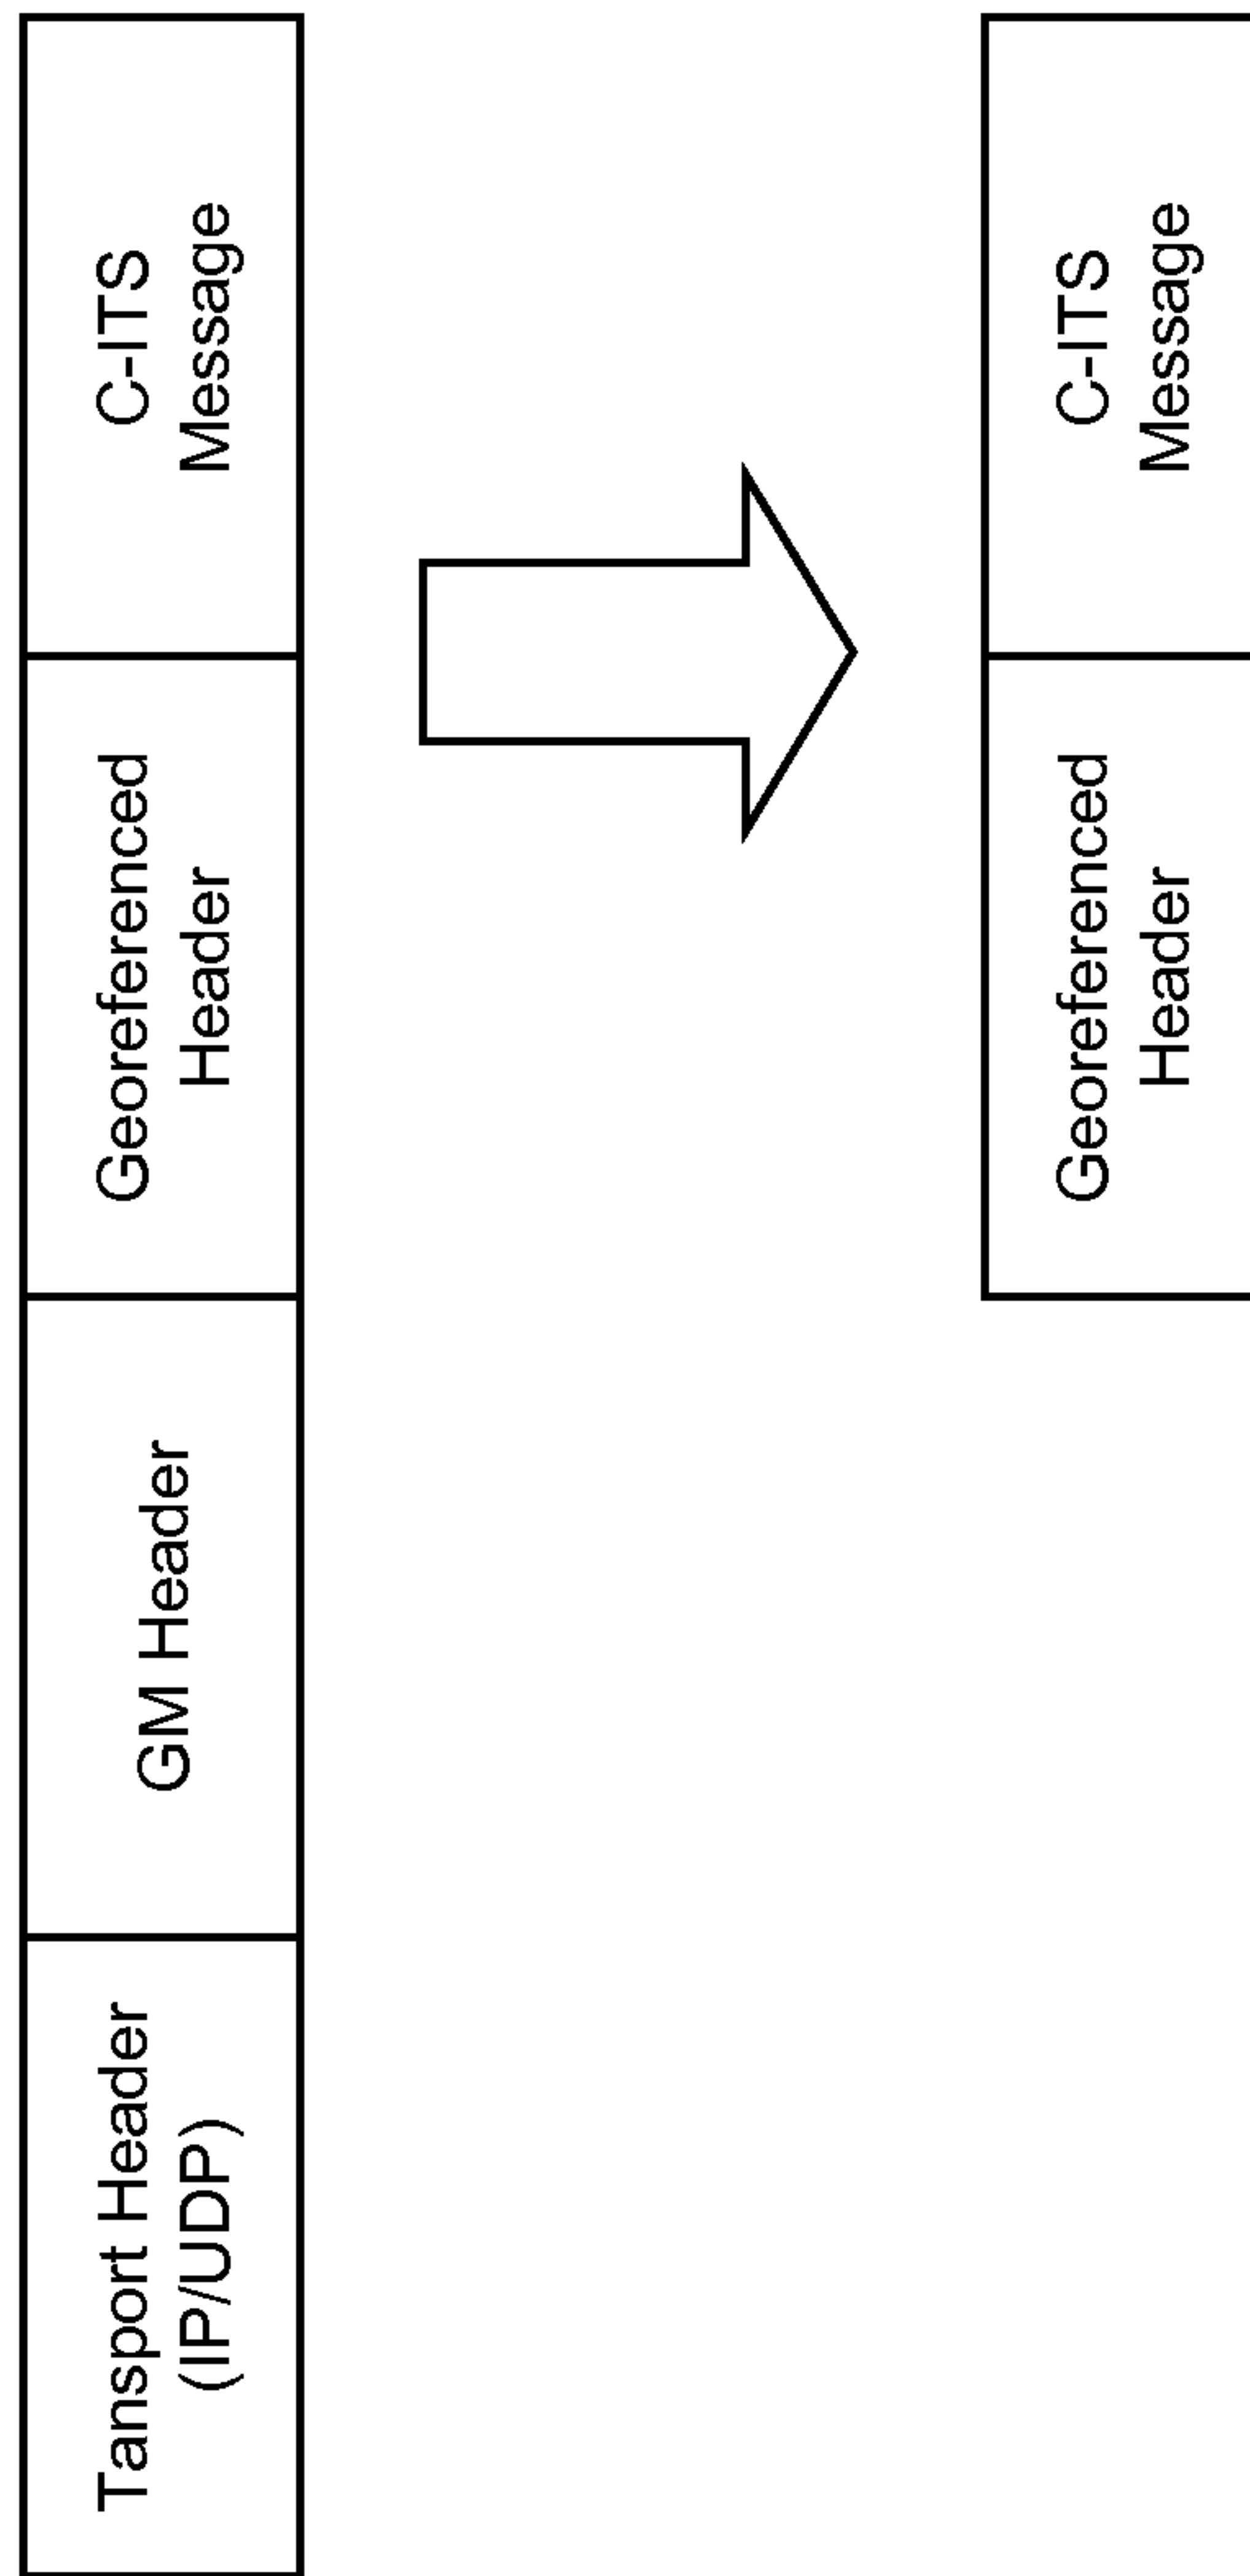 Tansport Header
(IP/UDP)
GM Header
Georeferenced
Header
C-ITS
Message
Georeferenced
Header
C-ITS
Message